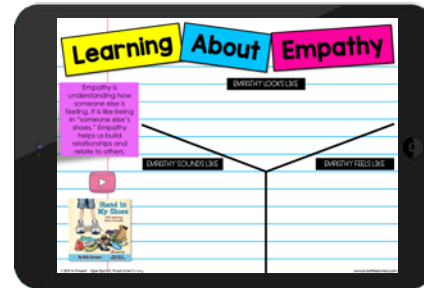 Learning About Empathy
EMPATHY LOOKS LIKE
Empathy is
understanding how
someone else is
feeling. It is like being
in "someone else's
shoes." Empathy
helps us build
relationships and
relate to others.
EMPATHY SOUNDS LIKE
EMPATHY FEELS LIKE
Stand in
My Shoes